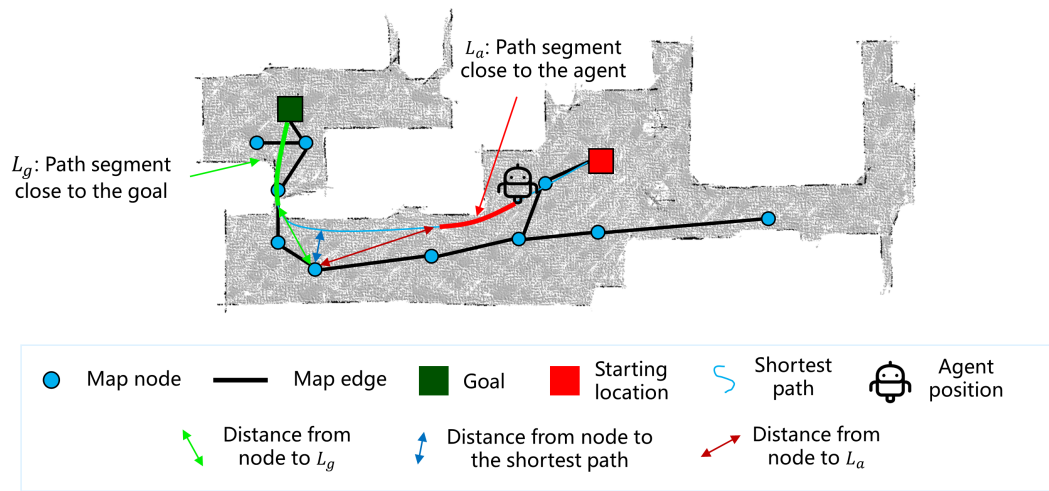 L_a: Path segment
close to the agent
L_g: Path segment
close to the goal
Map node
Map edge
Goal
Starting
location
Shortest
path
Agent
position
Distance from
node to L_g
Distance from node to
the shortest path
Distance from
node to L_a